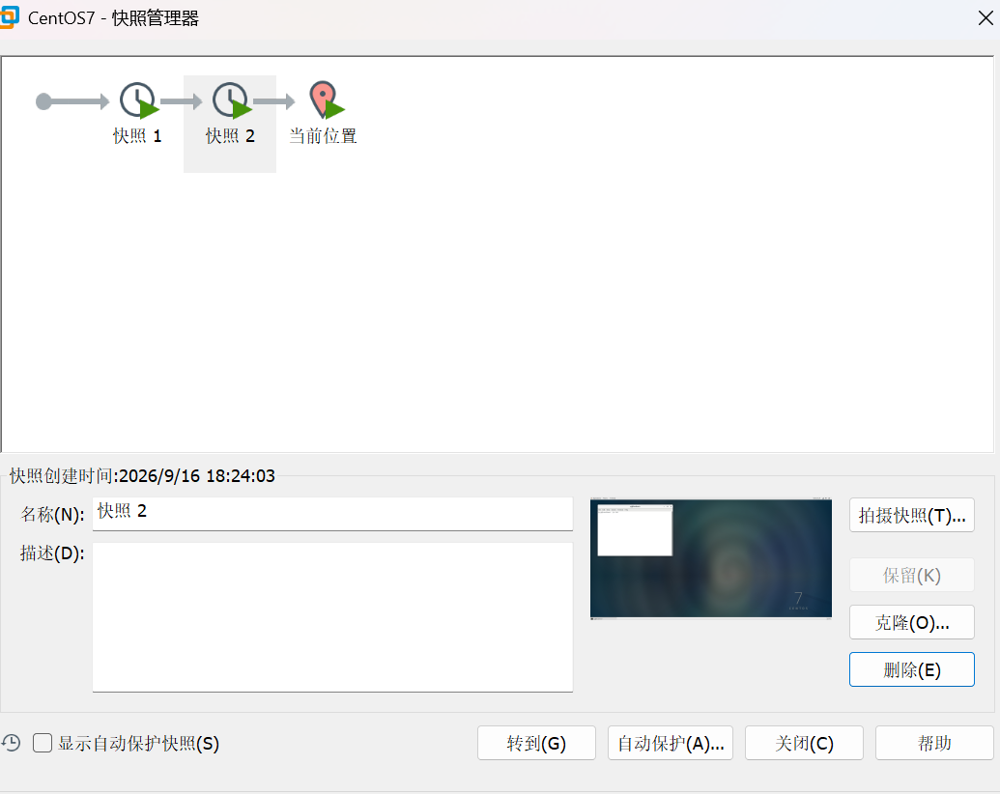 CentOS7 - 快照管理器
快照 1
快照 2
当前位置
快照创建时间:2026/9/16 18:24:03
名称(N):
快照 2
描述(D):
7
CENTOS
拍摄快照(T)...
保留(K)
克隆(O)...
删除(E)
显示自动保护快照(S)
转到(G)
自动保护(A)...
关闭(C)
帮助